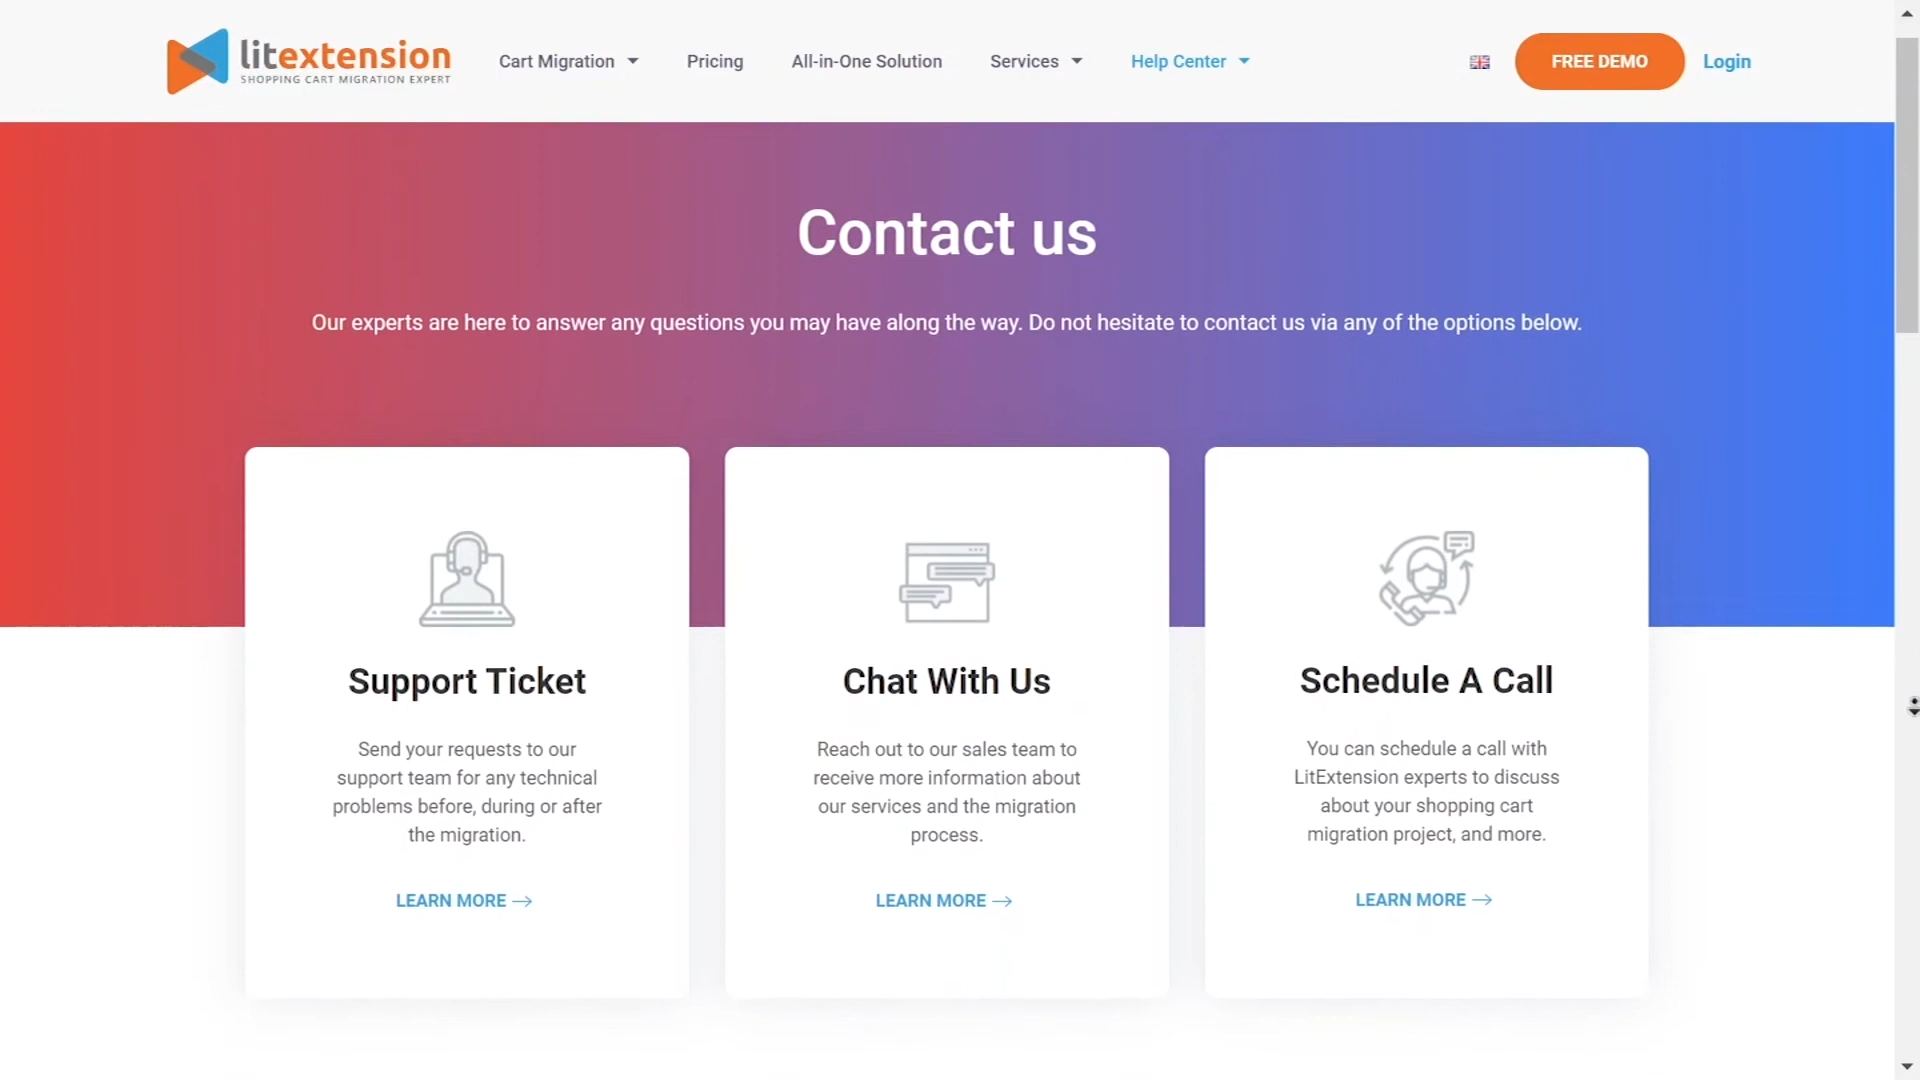 litextension
SHOPPING CART MIGRATION EXPERT
Cart Migration
Pricing
All-in-One Solution
Services
Help Center
FREE DEMO
Login
Contact us
Our experts are here to answer any questions you may have along the way. Do not hesitate to contact us via any of the options below.
Support Ticket
Send your requests to our
support team for any technical
problems before, during or after
the migration.
LEARN MORE
Chat With Us
Reach out to our sales team to
receive more information about
our services and the migration
process.
LEARN MORE
Schedule A Call
You can schedule a call with
LitExtension experts to discuss
about your shopping cart
migration project, and more.
LEARN MORE